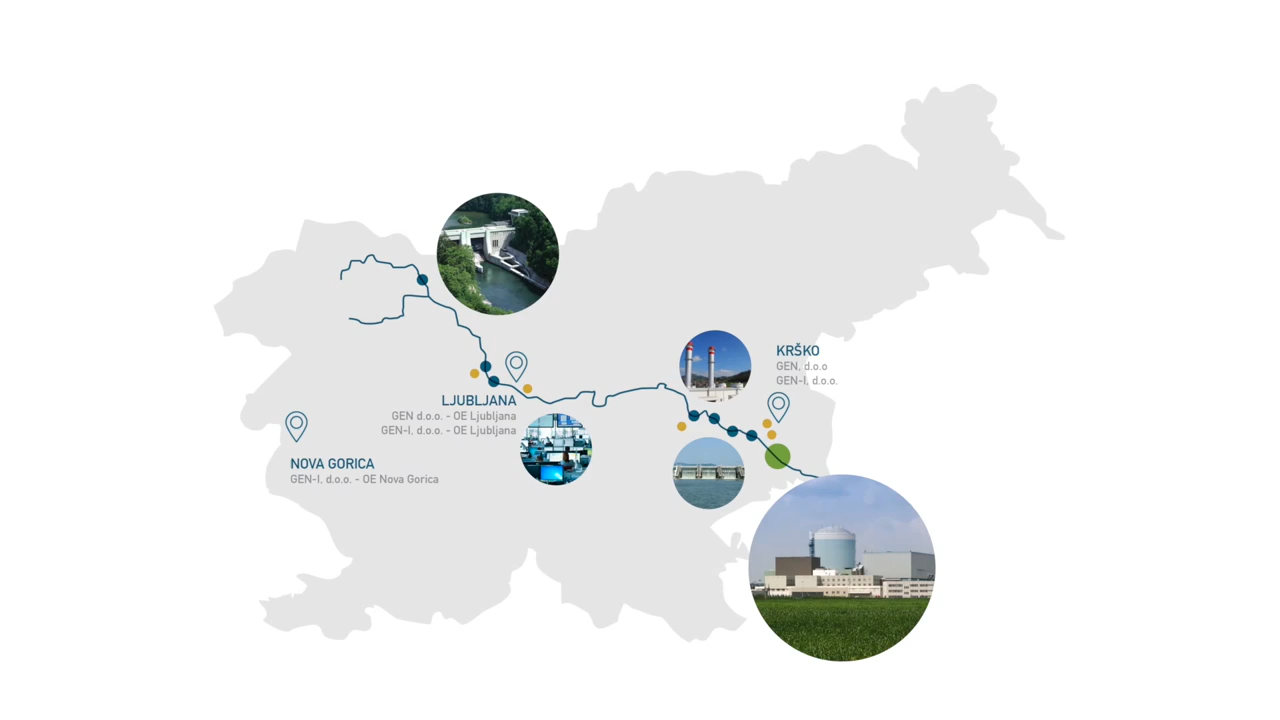 KRŠKO
GEN, d.o.o
GEN-I, d.o.o.
LJUBLJANA
GEN d.o.o. - OE Ljubljana
GEN-I, d.o.o. - OE Ljubljana
NOVA GORICA
GEN-I, d.o.o. - OE Nova Gorica